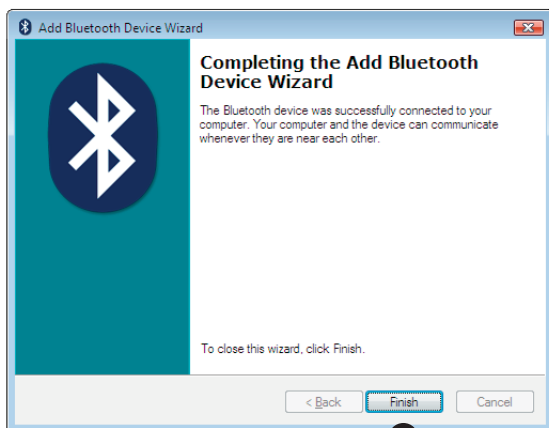 Add Bluetooth Device Wizard
Completing the Add Bluetooth
Device Wizard
The Bluetooth device was successfully connected to your
computer. Your computer and the device can communicate
whenever they are near each other.
To close this wizard, click Finish.
< Back Finish Cancel